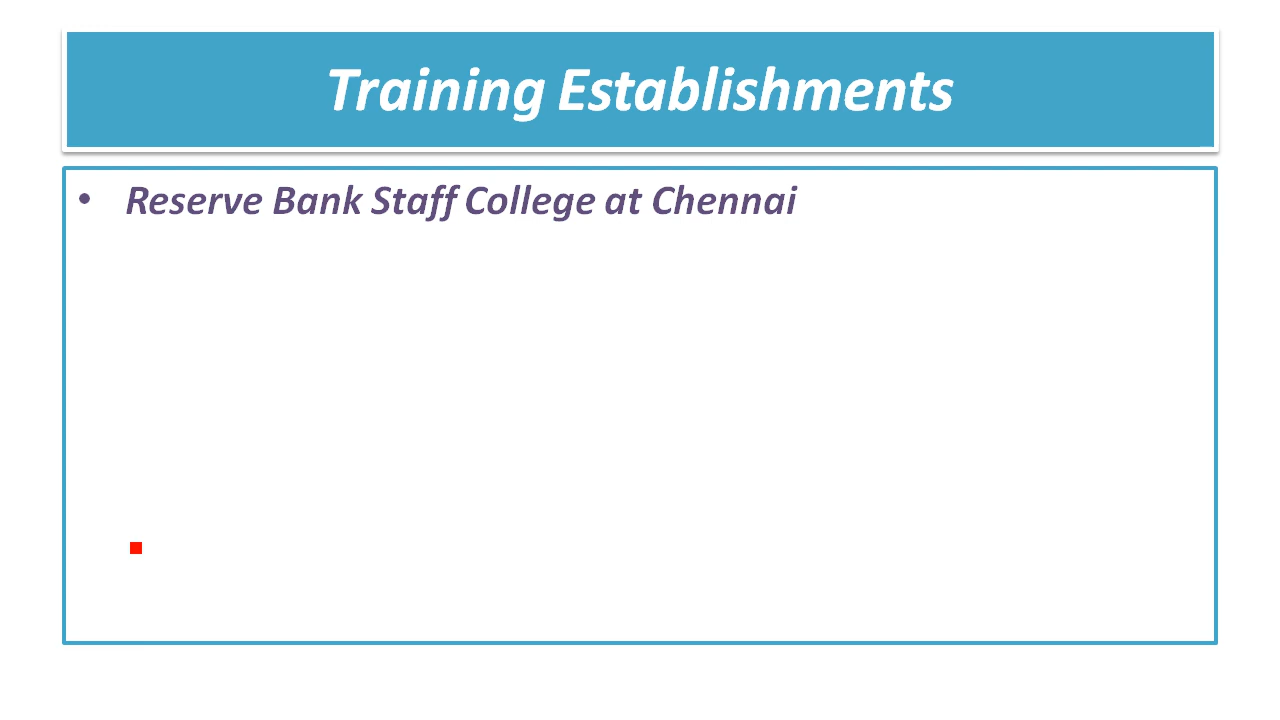 Training Establishments
• Reserve Bank Staff College at Chennai